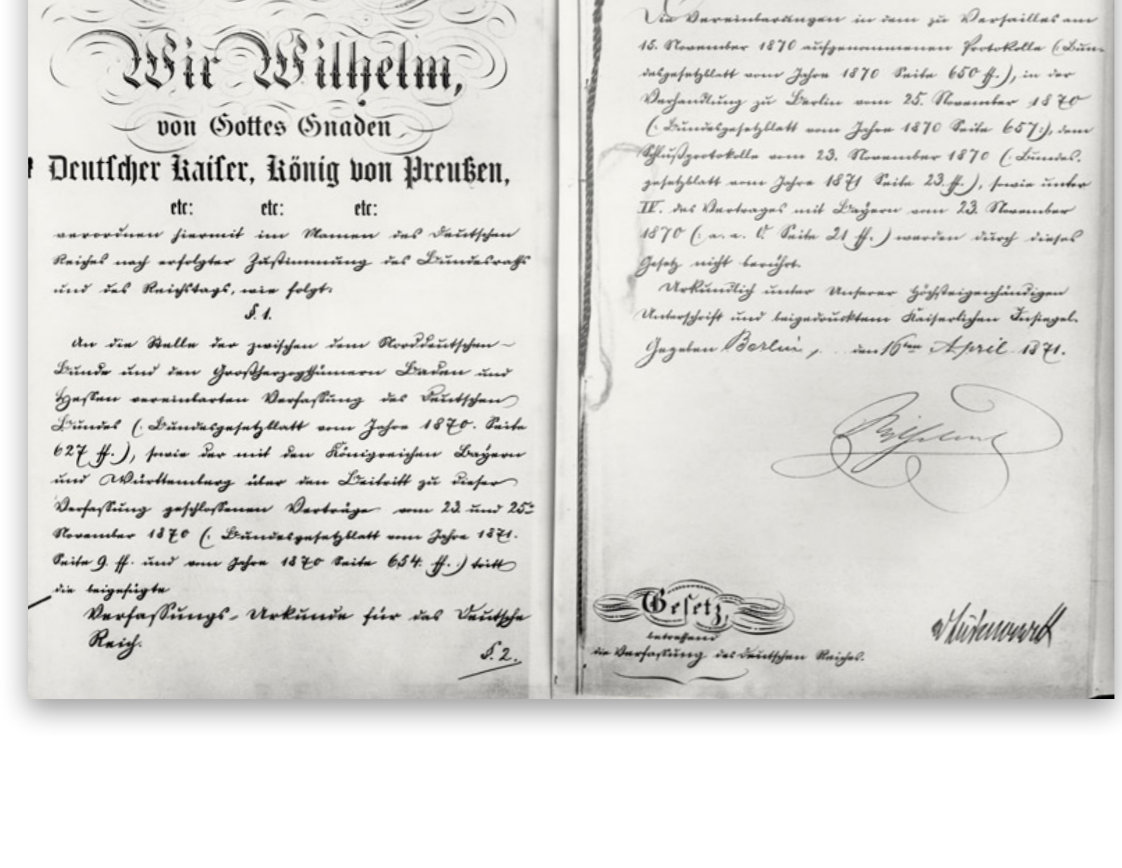 Wir Wilhelm,
von Gottes Gnaden
Deutscher Kaiser, König von Preußen,
etc: etc: etc:
verordnen hiermit im Namen des Deutschen
Reiches nach erfolgter Zustimmung des Bundesraths
und des Reichstags, wie folgt:
§. 1.
An die Stelle der zwischen dem Norddeutschen
Bunde und den Großherzogthümern Baden und
Hessen vereinbarten Verfassung des Deutschen
Bundes (: Bundesgesetzblatt vom Jahre 1870. Seite
627 ff.), sowie der mit den Königreichen Bayern
und Württemberg über den Beitritt zu dieser
Verfassung geschlossenen Verträge vom 23. und 25.
November 1870 (: Bundesgesetzblatt vom Jahre 1871.
Seite 9. ff. und vom Jahre 1870 Seite 654. ff.:) tritt
die beigefügte
Verfassungs-Urkunde für das Deutsche
Reich.
§. 2.
Die Vereinbarungen in dem zu Versailles am
15. November 1870 aufgenommenen Protokolle (: Bun-
desgesetzblatt vom Jahre 1870 Seite 650 ff.), in der
Verhandlung zu Berlin vom 25. November 1870
(: Bundesgesetzblatt vom Jahre 1870 Seite 657:), dem
Schlußprotokolle vom 23. November 1870 (: Bundes-
gesetzblatt vom Jahre 1871 Seite 23. ff.), sowie unter
IV. des Vertrages mit Bayern vom 23. November
1870 (: a. a. O. Seite 21 ff.) werden durch dieses
Gesetz nicht berührt.
Urkundlich unter Unserer Höchsteigenhändigen
Unterschrift und beigedrucktem Kaiserlichen Insiegel.
Gegeben Berlin, den 16ten April 1871.
Wilhelm
Gesetz,
betreffend
die Verfassung des Deutschen Reiches.